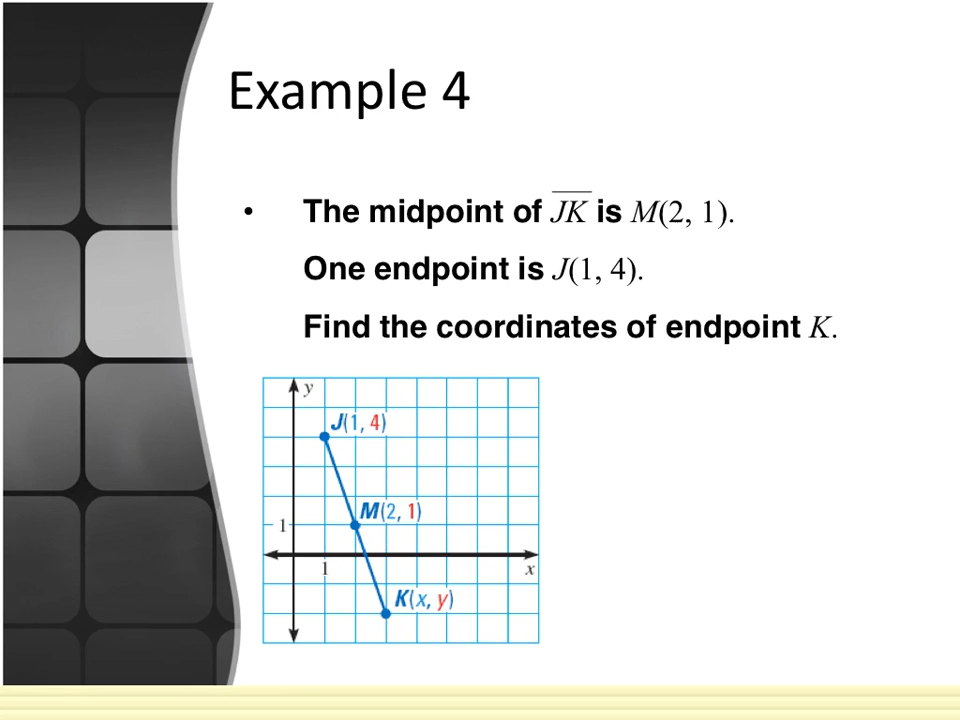 Example 4
• The midpoint of JK is M(2, 1).
One endpoint is J(1, 4).
Find the coordinates of endpoint K.
y
J(1, 4)
M(2, 1)
1
1
x
K(x, y)